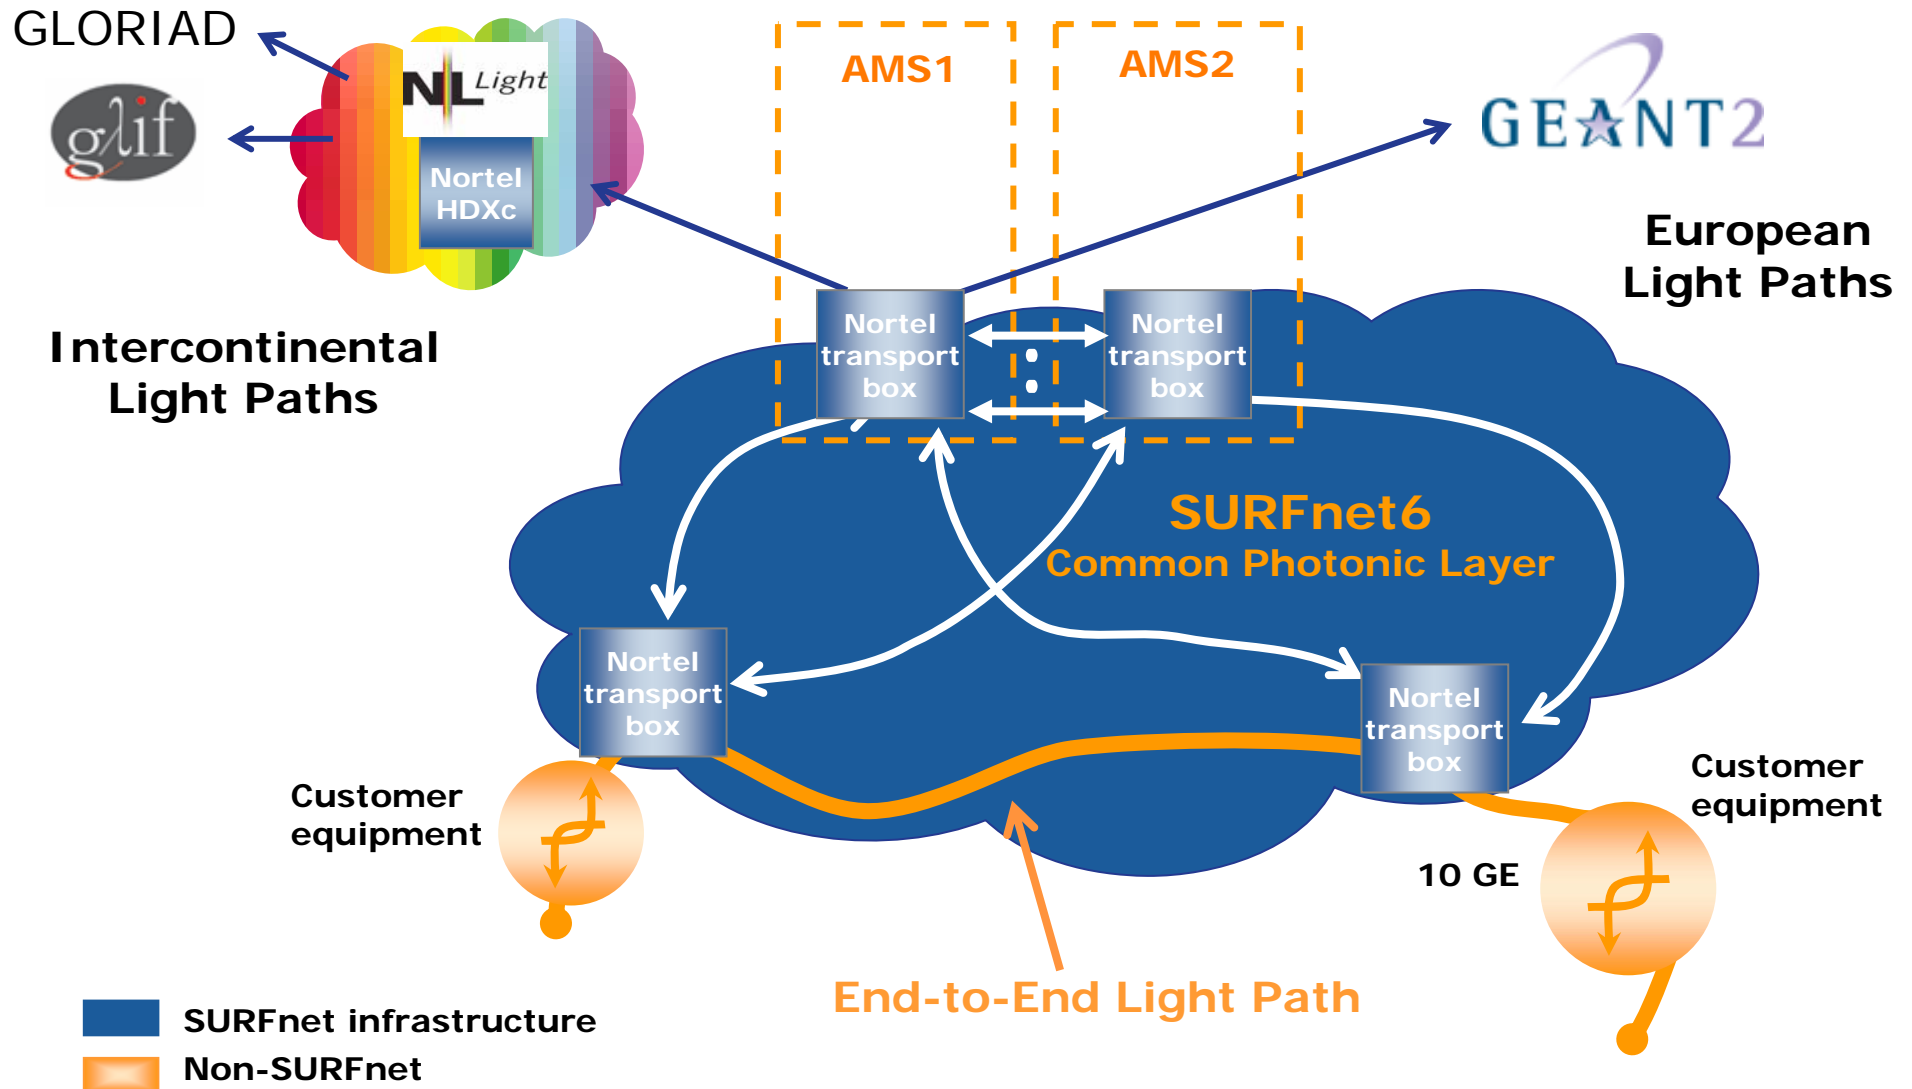 GLORIAD
gλif
NL Light
Nortel
HDXc
Intercontinental
Light Paths
AMS1
AMS2
GEANT2
European
Light Paths
Nortel
transport
box
Nortel
transport
box
SURFnet6
Common Photonic Layer
Nortel
transport
box
Nortel
transport
box
Customer
equipment
Customer
equipment
10 GE
End-to-End Light Path
SURFnet infrastructure
Non-SURFnet